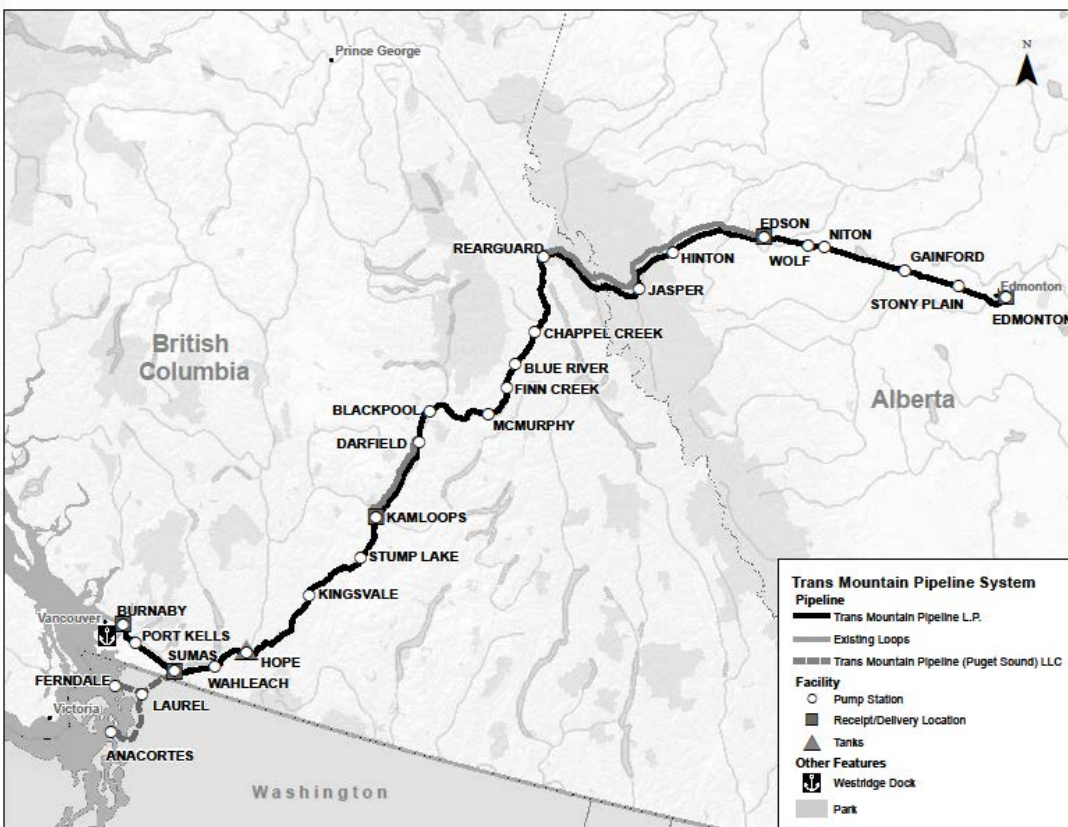 Prince George
N
EDSON
NITON
REARGUARD
HINTON
WOLF
GAINFORD
JASPER
Edmonton
STONY PLAIN
EDMONTON
CHAPPEL CREEK
British
Columbia
BLUE RIVER
FINN CREEK
Alberta
BLACKPOOL
MCMURPHY
DARFIELD
KAMLOOPS
STUMP LAKE
KINGSVALE
BURNABY
Vancouver
PORT KELLS
SUMAS
HOPE
WAHLEACH
FERNDALE
LAUREL
Victoria
ANACORTES
Washington
Trans Mountain Pipeline System
Pipeline
Trans Mountain Pipeline L.P.
Existing Loops
Trans Mountain Pipeline (Puget Sound) LLC
Facility
Pump Station
Receipt/Delivery Location
Tanks
Other Features
Westridge Dock
Park